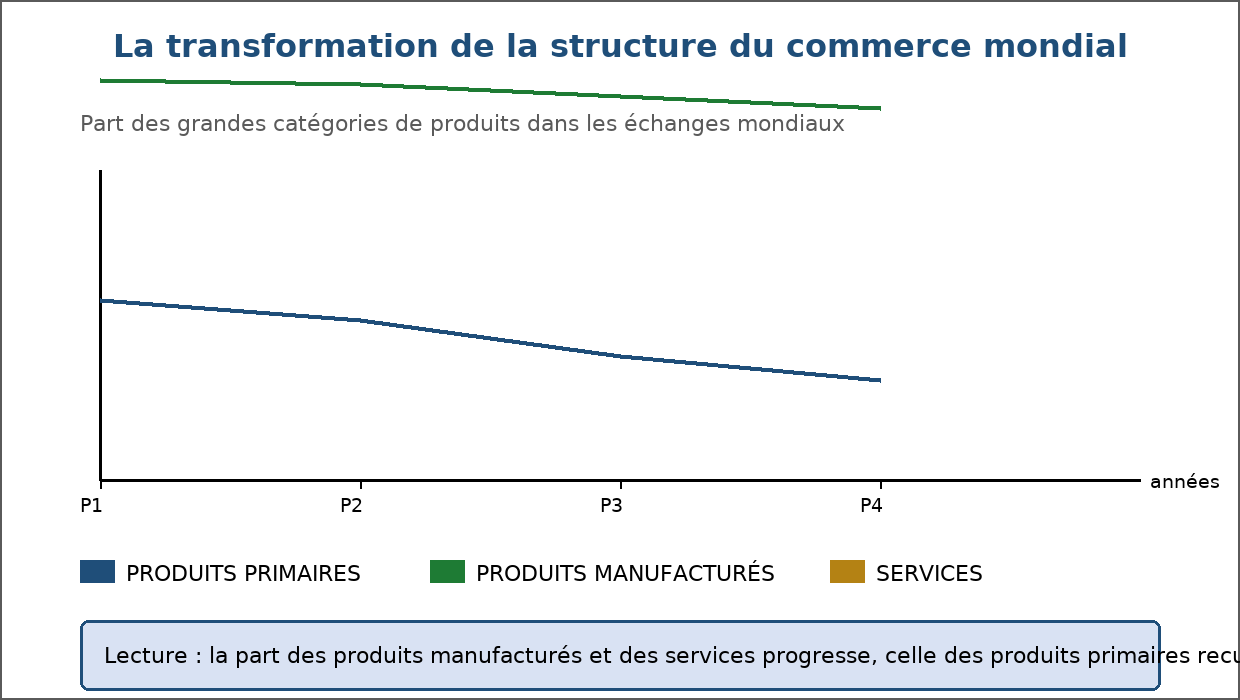 La transformation de la structure du commerce mondial
Part des grandes catégories de produits dans les échanges mondiaux
années
P1 P2 P3 P4
PRODUITS PRIMAIRES PRODUITS MANUFACTURÉS SERVICES
Lecture : la part des produits manufacturés et des services progresse, celle des produits primaires